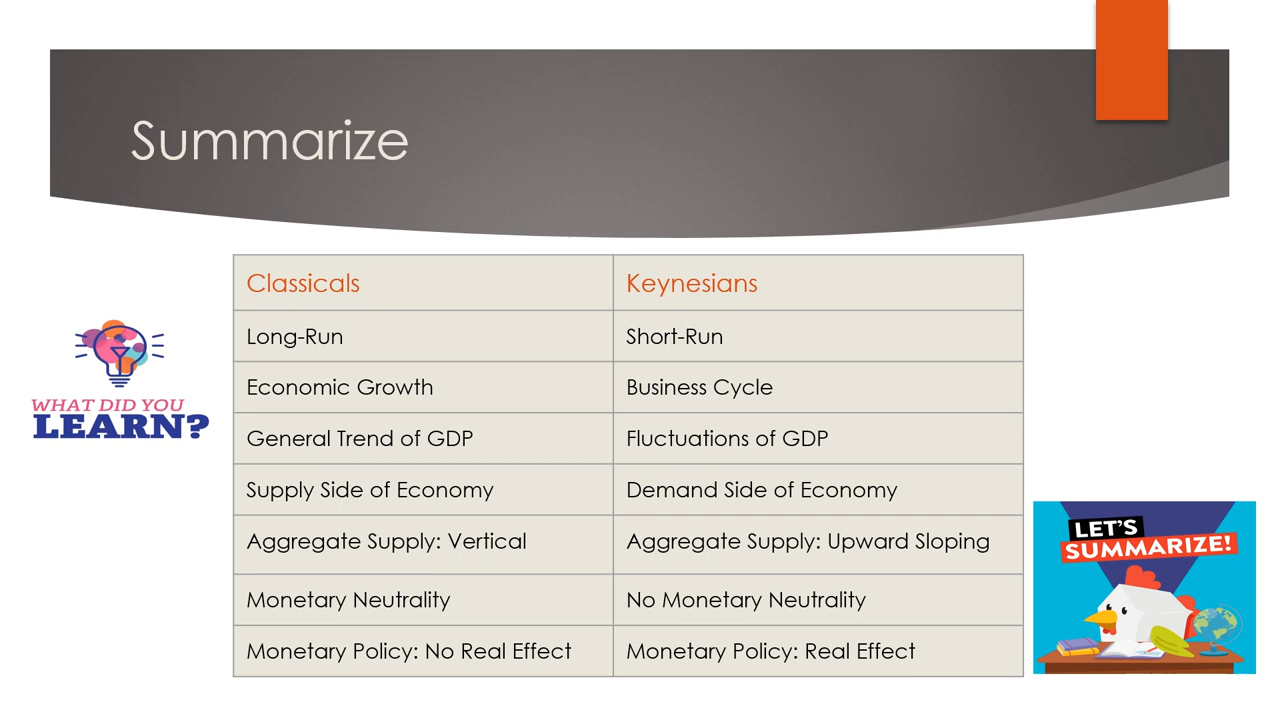 Summarize
Classicals
Keynesians
Long-Run
Short-Run
Economic Growth
Business Cycle
General Trend of GDP
Fluctuations of GDP
Supply Side of Economy
Demand Side of Economy
Aggregate Supply: Vertical
Aggregate Supply: Upward Sloping
Monetary Neutrality
No Monetary Neutrality
Monetary Policy: No Real Effect
Monetary Policy: Real Effect
WHAT DID YOU
LEARN?
LET'S
SUMMARIZE!